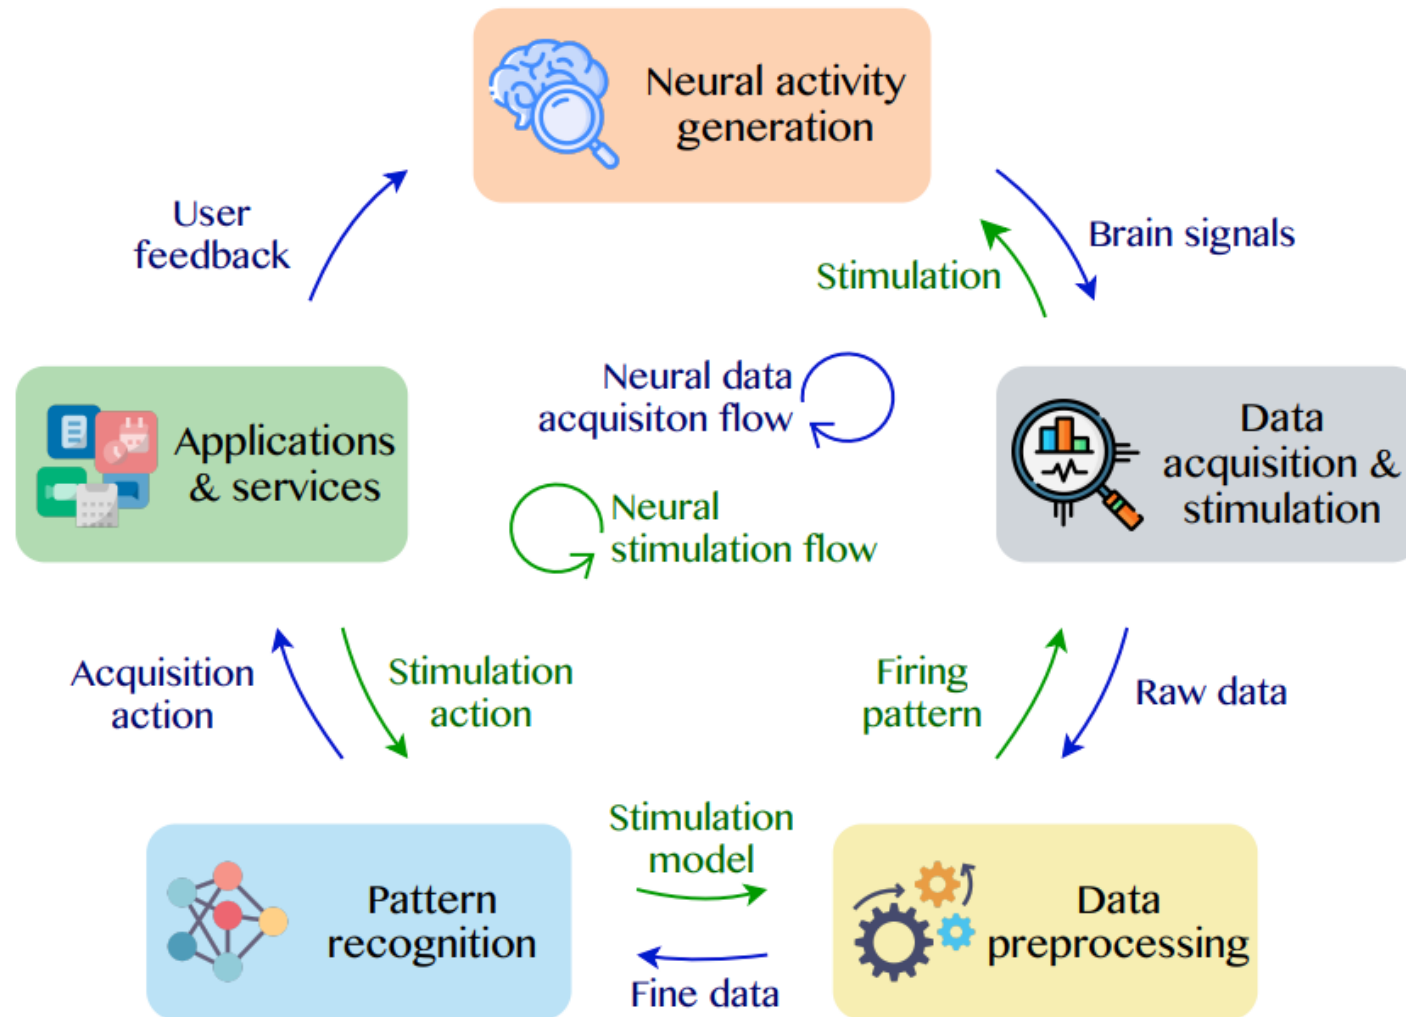 Neural activity
generation
User
feedback
Brain signals
Stimulation
Neural data
acquisiton flow
Applications
& services
Data
acquisition &
stimulation
Neural
stimulation flow
Acquisition
action
Stimulation
action
Firing
pattern
Raw data
Stimulation
model
Pattern
recognition
Data
preprocessing
Fine data